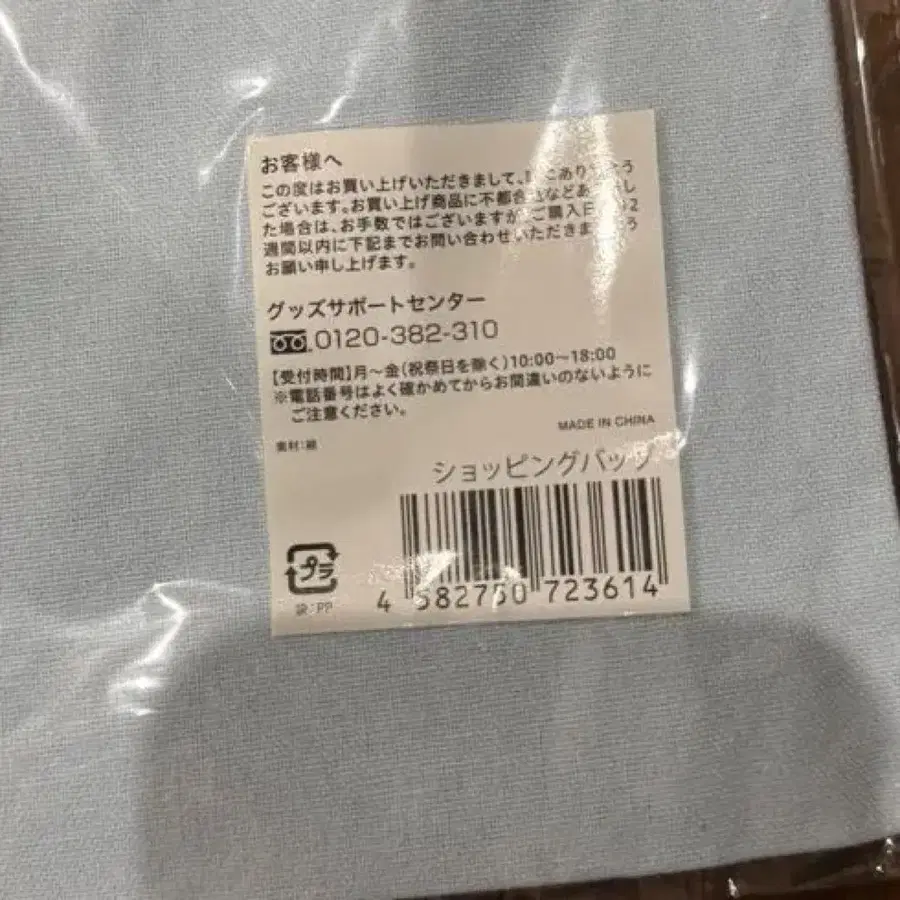 お客様へ
この度はお買い上げいただきまして、
ございます。お買い上げ商品に不都合
た場合は、お手数ではございますが、ご購入日
週間以内に下記までお問い合わせいただきま
お願い申し上げます。
グッズサポートセンター
0120-382-310
【受付時間】月〜金(祝祭日を除く)10:00〜18:00
※電話番号はよく確かめてからお間違いのないように
ご注意ください。
MADE IN CHINA
素材:綿
ショッピングバッグ
プラ
袋:PP
4 582750 723614